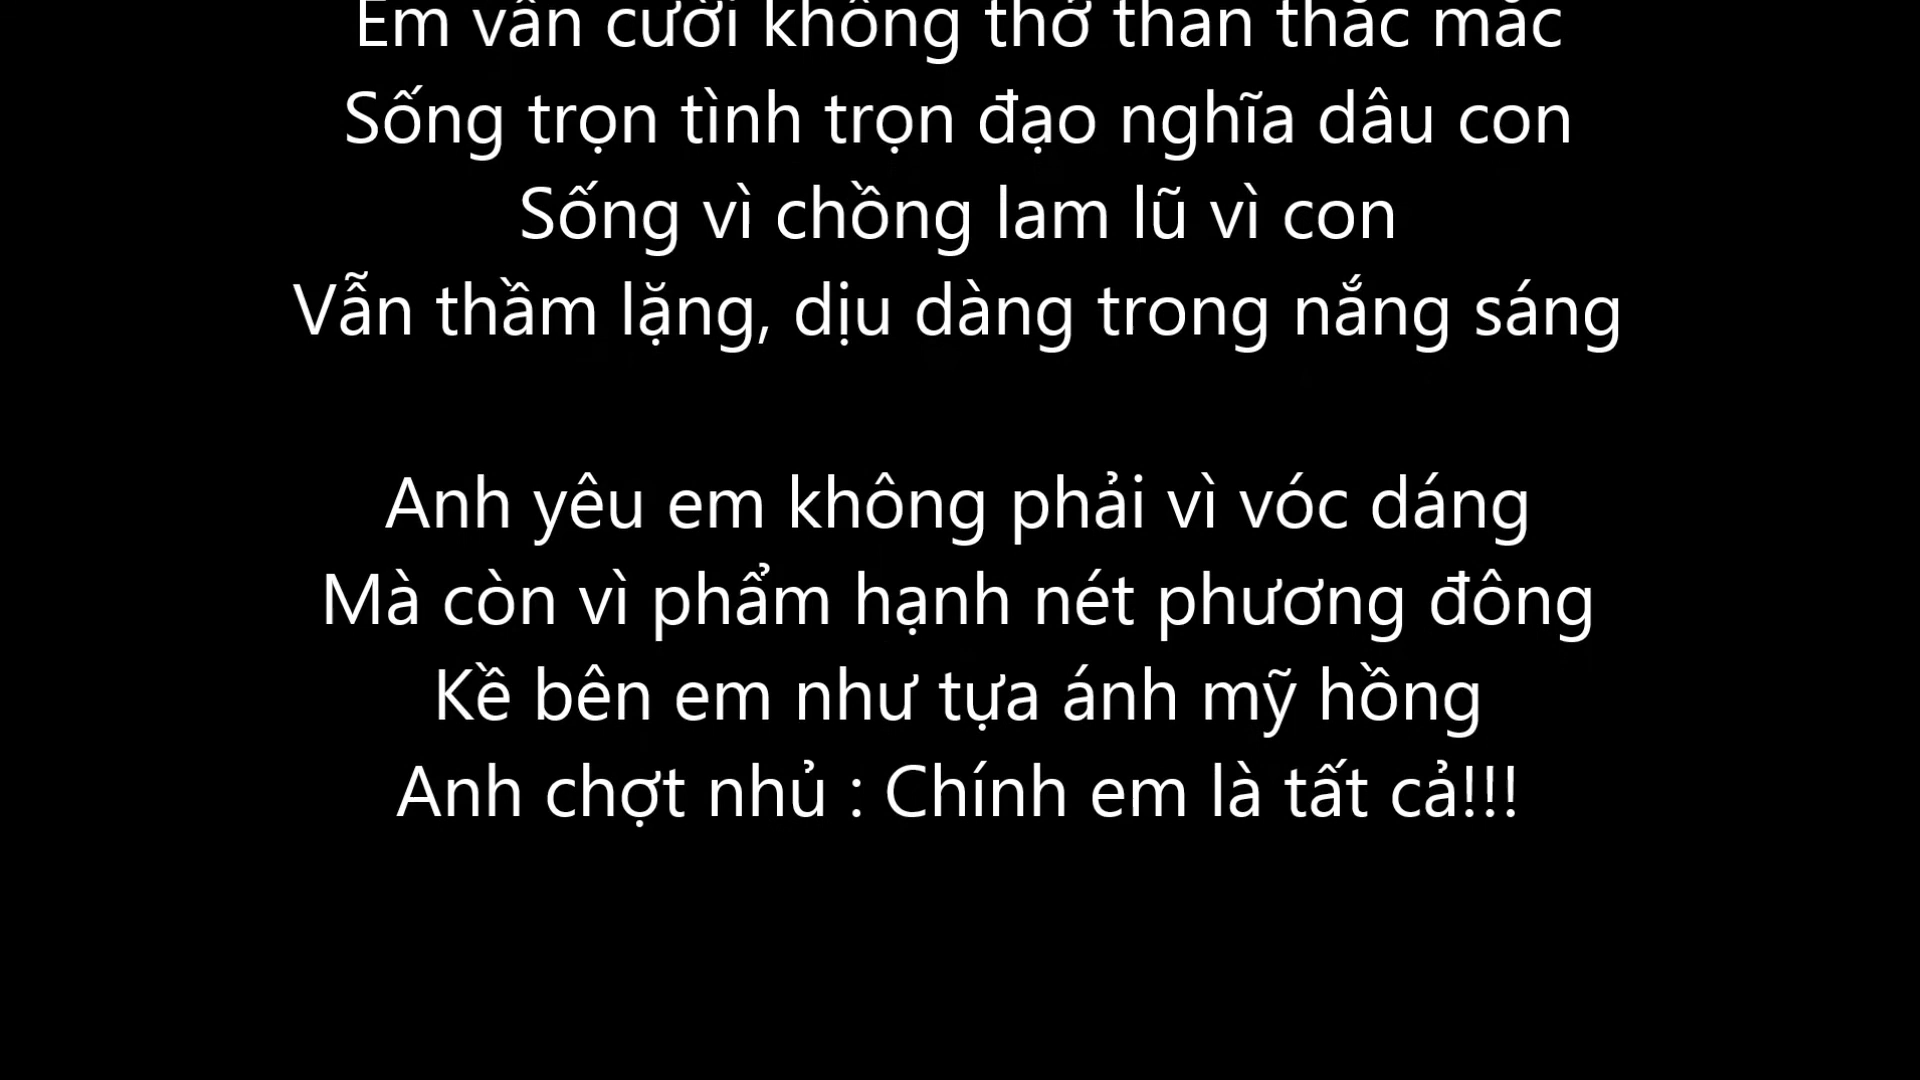 Em vẫn cười không thở than thắc mắc
Sống trọn tình trọn đạo nghĩa dâu con
Sống vì chồng lam lũ vì con
Vẫn thầm lặng, dịu dàng trong nắng sáng
Anh yêu em không phải vì vóc dáng
Mà còn vì phẩm hạnh nét phương đông
Kề bên em như tựa ánh mỹ hồng
Anh chợt nhủ : Chính em là tất cả!!!